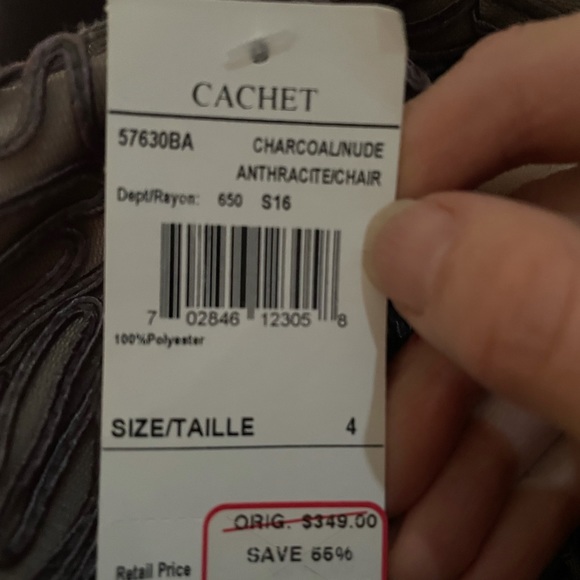 CACHET
57630BA CHARCOAL/NUDE
ANTHRACITE/CHAIR
Dept/Rayon: 650 S16
7 02846 12305 8
100%Polyester
SIZE/TAILLE 4
ORIG. $349.00
SAVE 66%
Retail Price